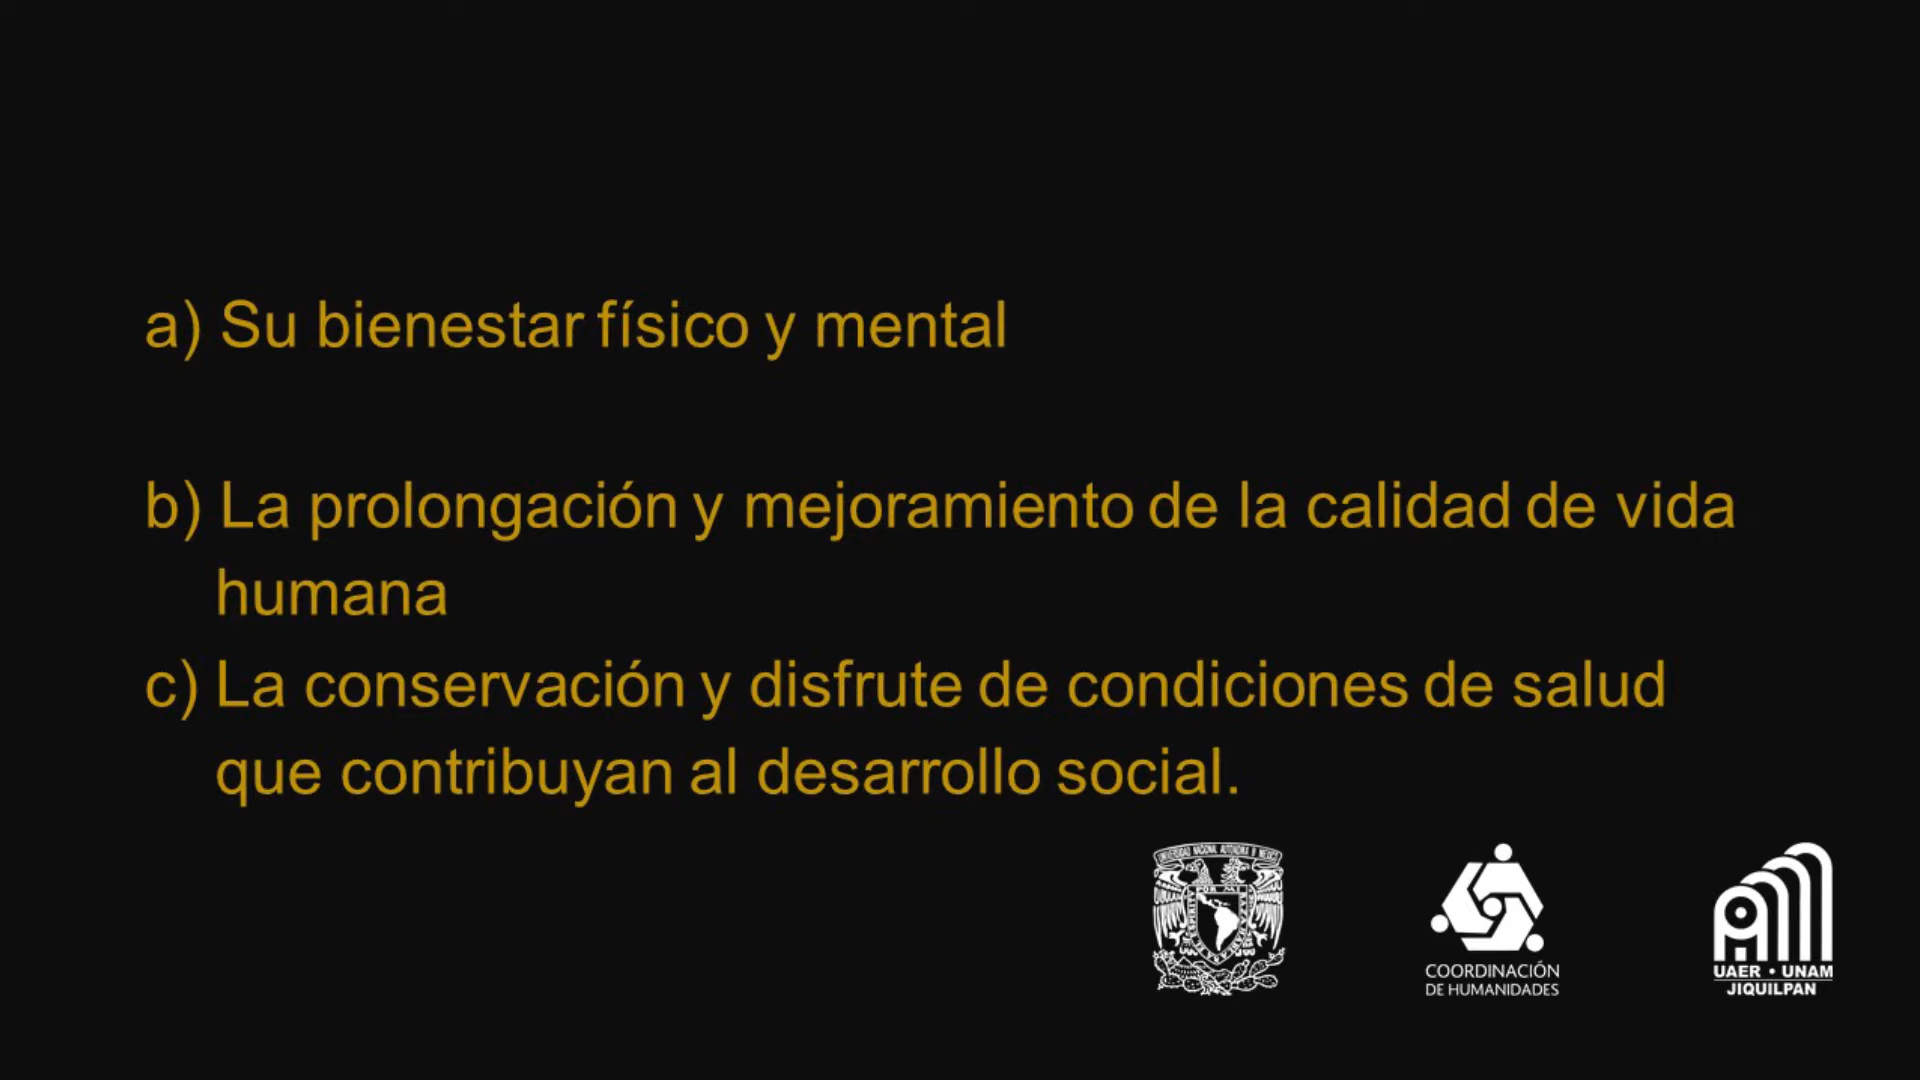 a) Su bienestar físico y mental
b) La prolongación y mejoramiento de la calidad de vida
humana
c) La conservación y disfrute de condiciones de salud
que contribuyan al desarrollo social.
COORDINACIÓN
DE HUMANIDADES
UAER • UNAM
JIQUILPAN